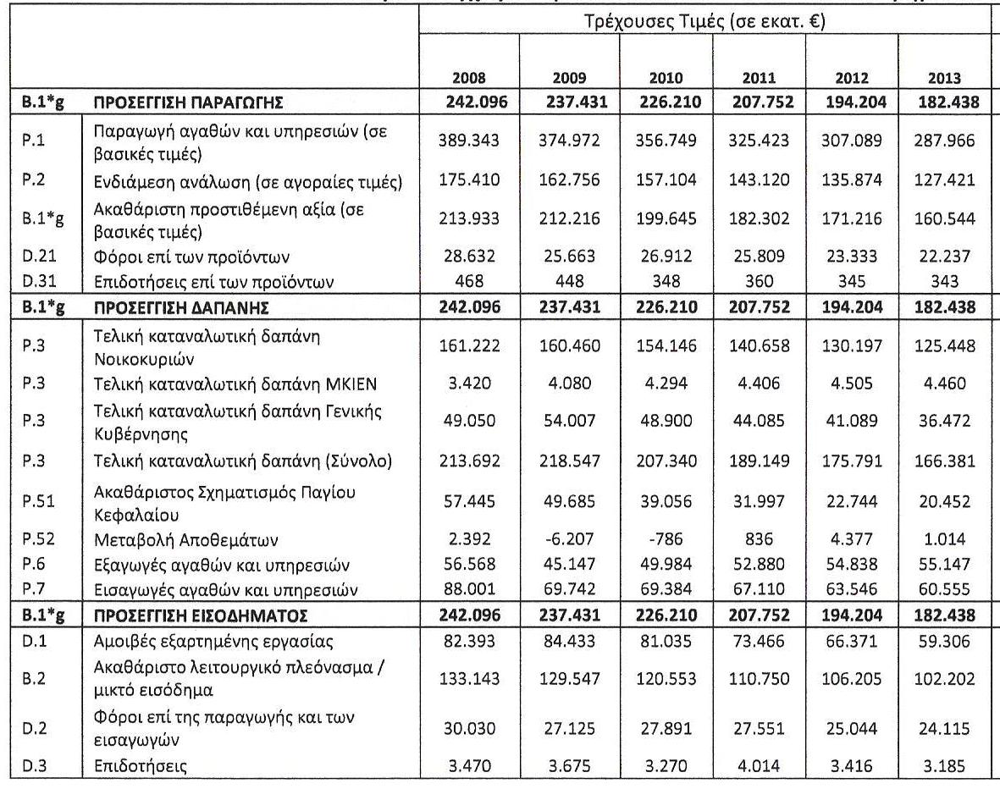 Τρέχουσες Τιμές (σε εκατ. €)
2008 2009 2010 2011 2012 2013
B.1*g ΠΡΟΣΕΓΓΙΣΗ ΠΑΡΑΓΩΓΗΣ 242.096 237.431 226.210 207.752 194.204 182.438
P.1 Παραγωγή αγαθών και υπηρεσιών (σε βασικές τιμές) 389.343 374.972 356.749 325.423 307.089 287.966
P.2 Ενδιάμεση ανάλωση (σε αγοραίες τιμές) 175.410 162.756 157.104 143.120 135.874 127.421
B.1*g Ακαθάριστη προστιθέμενη αξία (σε βασικές τιμές) 213.933 212.216 199.645 182.302 171.216 160.544
D.21 Φόροι επί των προϊόντων 28.632 25.663 26.912 25.809 23.333 22.237
D.31 Επιδοτήσεις επί των προϊόντων 468 448 348 360 345 343
B.1*g ΠΡΟΣΕΓΓΙΣΗ ΔΑΠΑΝΗΣ 242.096 237.431 226.210 207.752 194.204 182.438
P.3 Τελική καταναλωτική δαπάνη Νοικοκυριών 161.222 160.460 154.146 140.658 130.197 125.448
P.3 Τελική καταναλωτική δαπάνη ΜΚΙΕΝ 3.420 4.080 4.294 4.406 4.505 4.460
P.3 Τελική καταναλωτική δαπάνη Γενικής Κυβέρνησης 49.050 54.007 48.900 44.085 41.089 36.472
P.3 Τελική καταναλωτική δαπάνη (Σύνολο) 213.692 218.547 207.340 189.149 175.791 166.381
P.51 Ακαθάριστος Σχηματισμός Παγίου Κεφαλαίου 57.445 49.685 39.056 31.997 22.744 20.452
P.52 Μεταβολή Αποθεμάτων 2.392 -6.207 -786 836 4.377 1.014
P.6 Εξαγωγές αγαθών και υπηρεσιών 56.568 45.147 49.984 52.880 54.838 55.147
P.7 Εισαγωγές αγαθών και υπηρεσιών 88.001 69.742 69.384 67.110 63.546 60.555
B.1*g ΠΡΟΣΕΓΓΙΣΗ ΕΙΣΟΔΗΜΑΤΟΣ 242.096 237.431 226.210 207.752 194.204 182.438
D.1 Αμοιβές εξαρτημένης εργασίας 82.393 84.433 81.035 73.466 66.371 59.306
B.2 Ακαθάριστο λειτουργικό πλεόνασμα / μικτό εισόδημα 133.143 129.547 120.553 110.750 106.205 102.202
D.2 Φόροι επί της παραγωγής και των εισαγωγών 30.030 27.125 27.891 27.551 25.044 24.115
D.3 Επιδοτήσεις 3.470 3.675 3.270 4.014 3.416 3.185